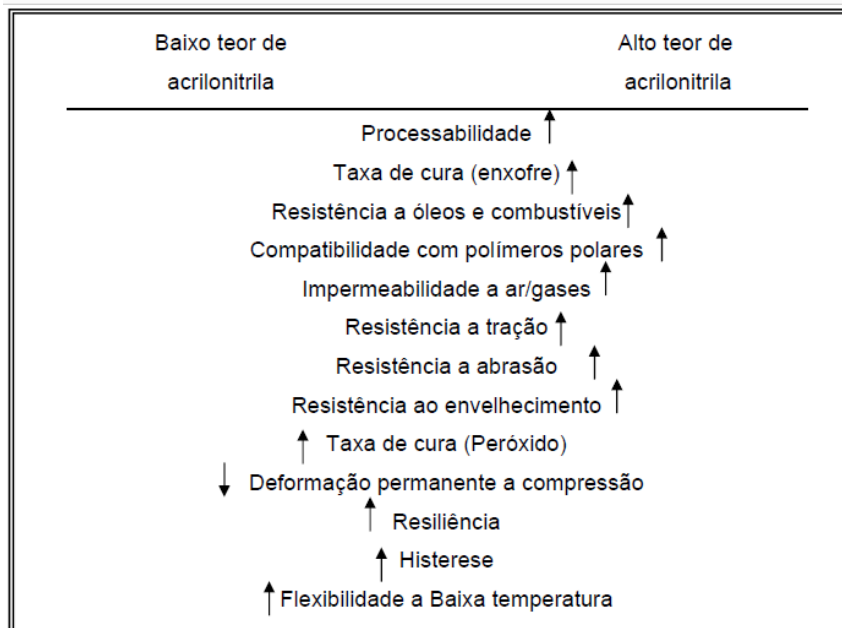 Baixo teor de
acrilonitrila
Alto teor de
acrilonitrila
Processabilidade ↑
Taxa de cura (enxofre) ↑
Resistência a óleos e combustíveis ↑
Compatibilidade com polímeros polares ↑
Impermeabilidade a ar/gases ↑
Resistência a tração ↑
Resistência a abrasão ↑
Resistência ao envelhecimento ↑
↑ Taxa de cura (Peróxido)
↓ Deformação permanente a compressão
↑ Resiliência
↑ Histerese
↑ Flexibilidade a Baixa temperatura